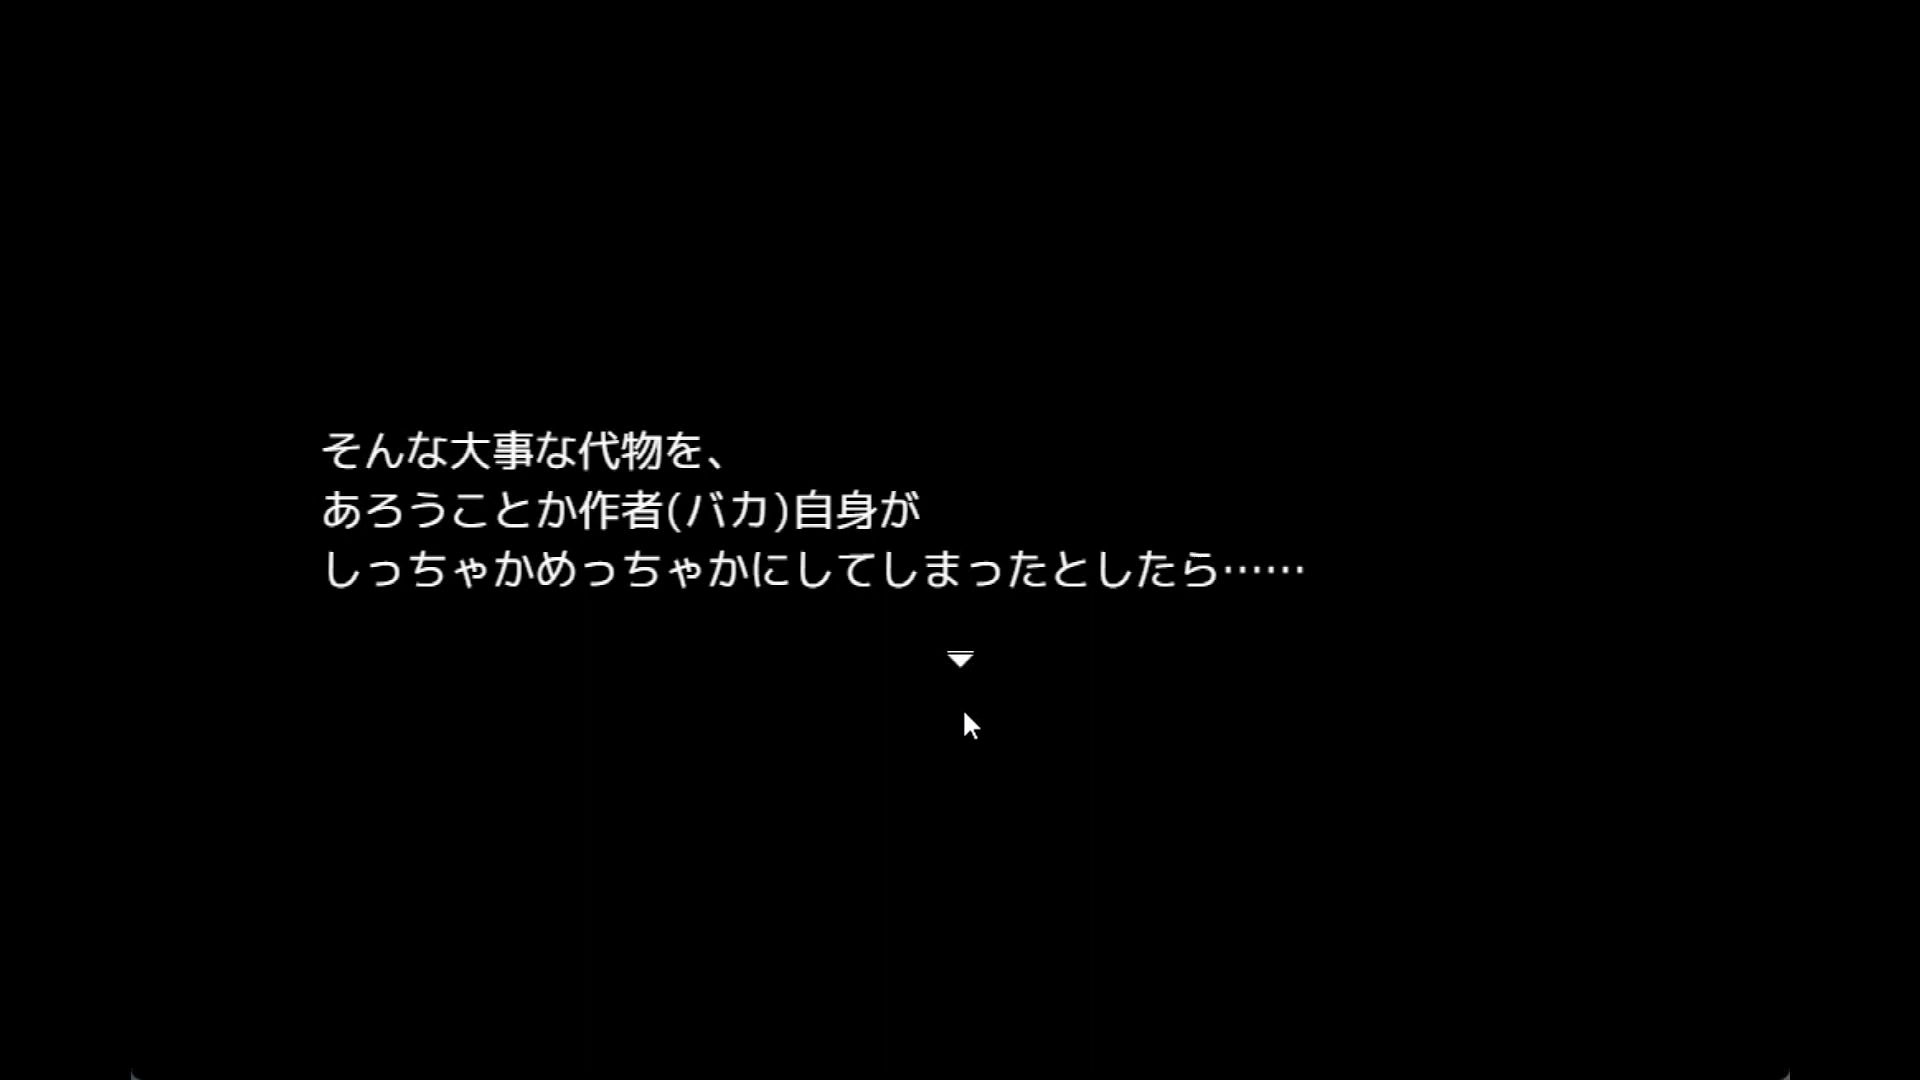 そんな大事な代物を、
あろうことか作者(バカ)自身が
しっちゃかめっちゃかにしてしまったとしたら……